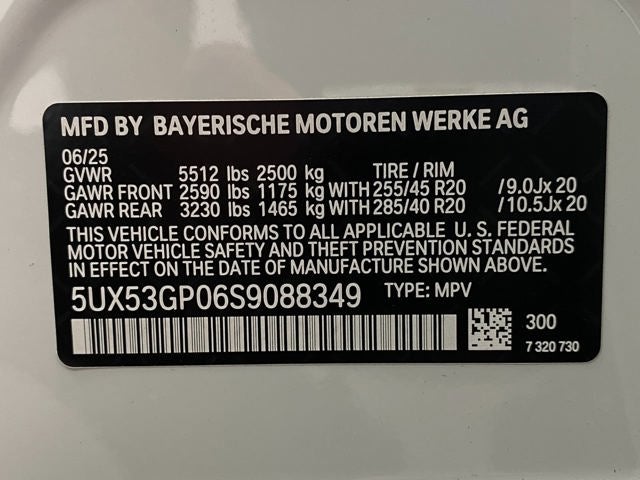 MFD BY BAYERISCHE MOTOREN WERKE AG
06/25
GVWR 5512 lbs 2500 kg TIRE / RIM
GAWR FRONT 2590 lbs 1175 kg WITH 255/45 R20 /9.0Jx 20
GAWR REAR 3230 lbs 1465 kg WITH 285/40 R20 /10.5Jx 20
THIS VEHICLE CONFORMS TO ALL APPLICABLE U. S. FEDERAL
MOTOR VEHICLE SAFETY AND THEFT PREVENTION STANDARDS
IN EFFECT ON THE DATE OF MANUFACTURE SHOWN ABOVE.
5UX53GP06S9088349 TYPE: MPV
300
7 320 730